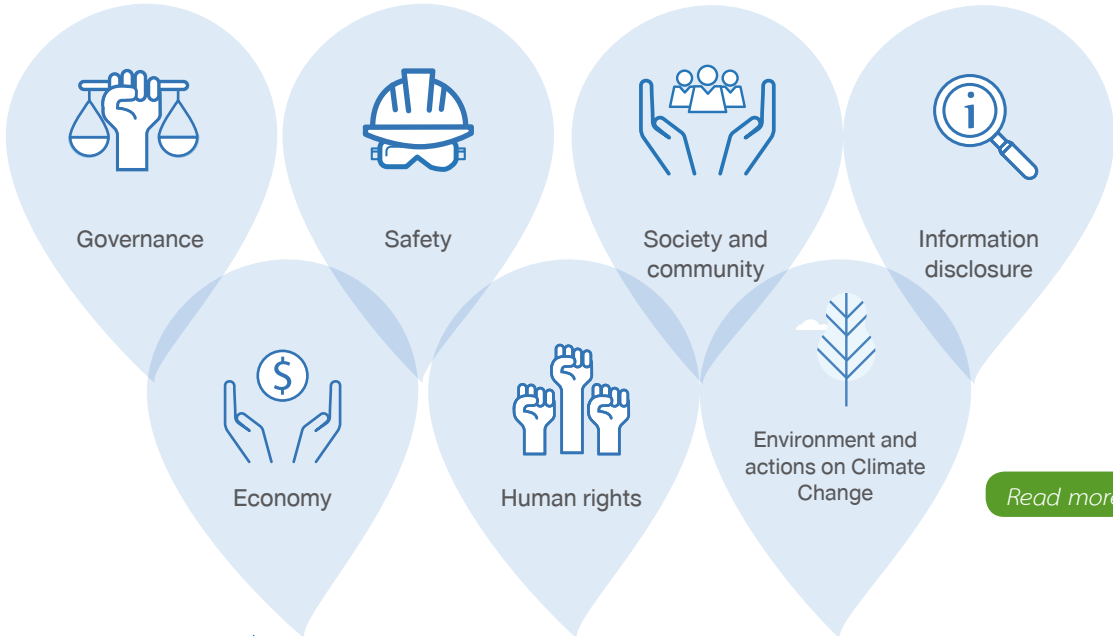 Governance
Safety
Society and
community
Information
disclosure
Economy
Human rights
Environment and
actions on Climate
Change
Read more